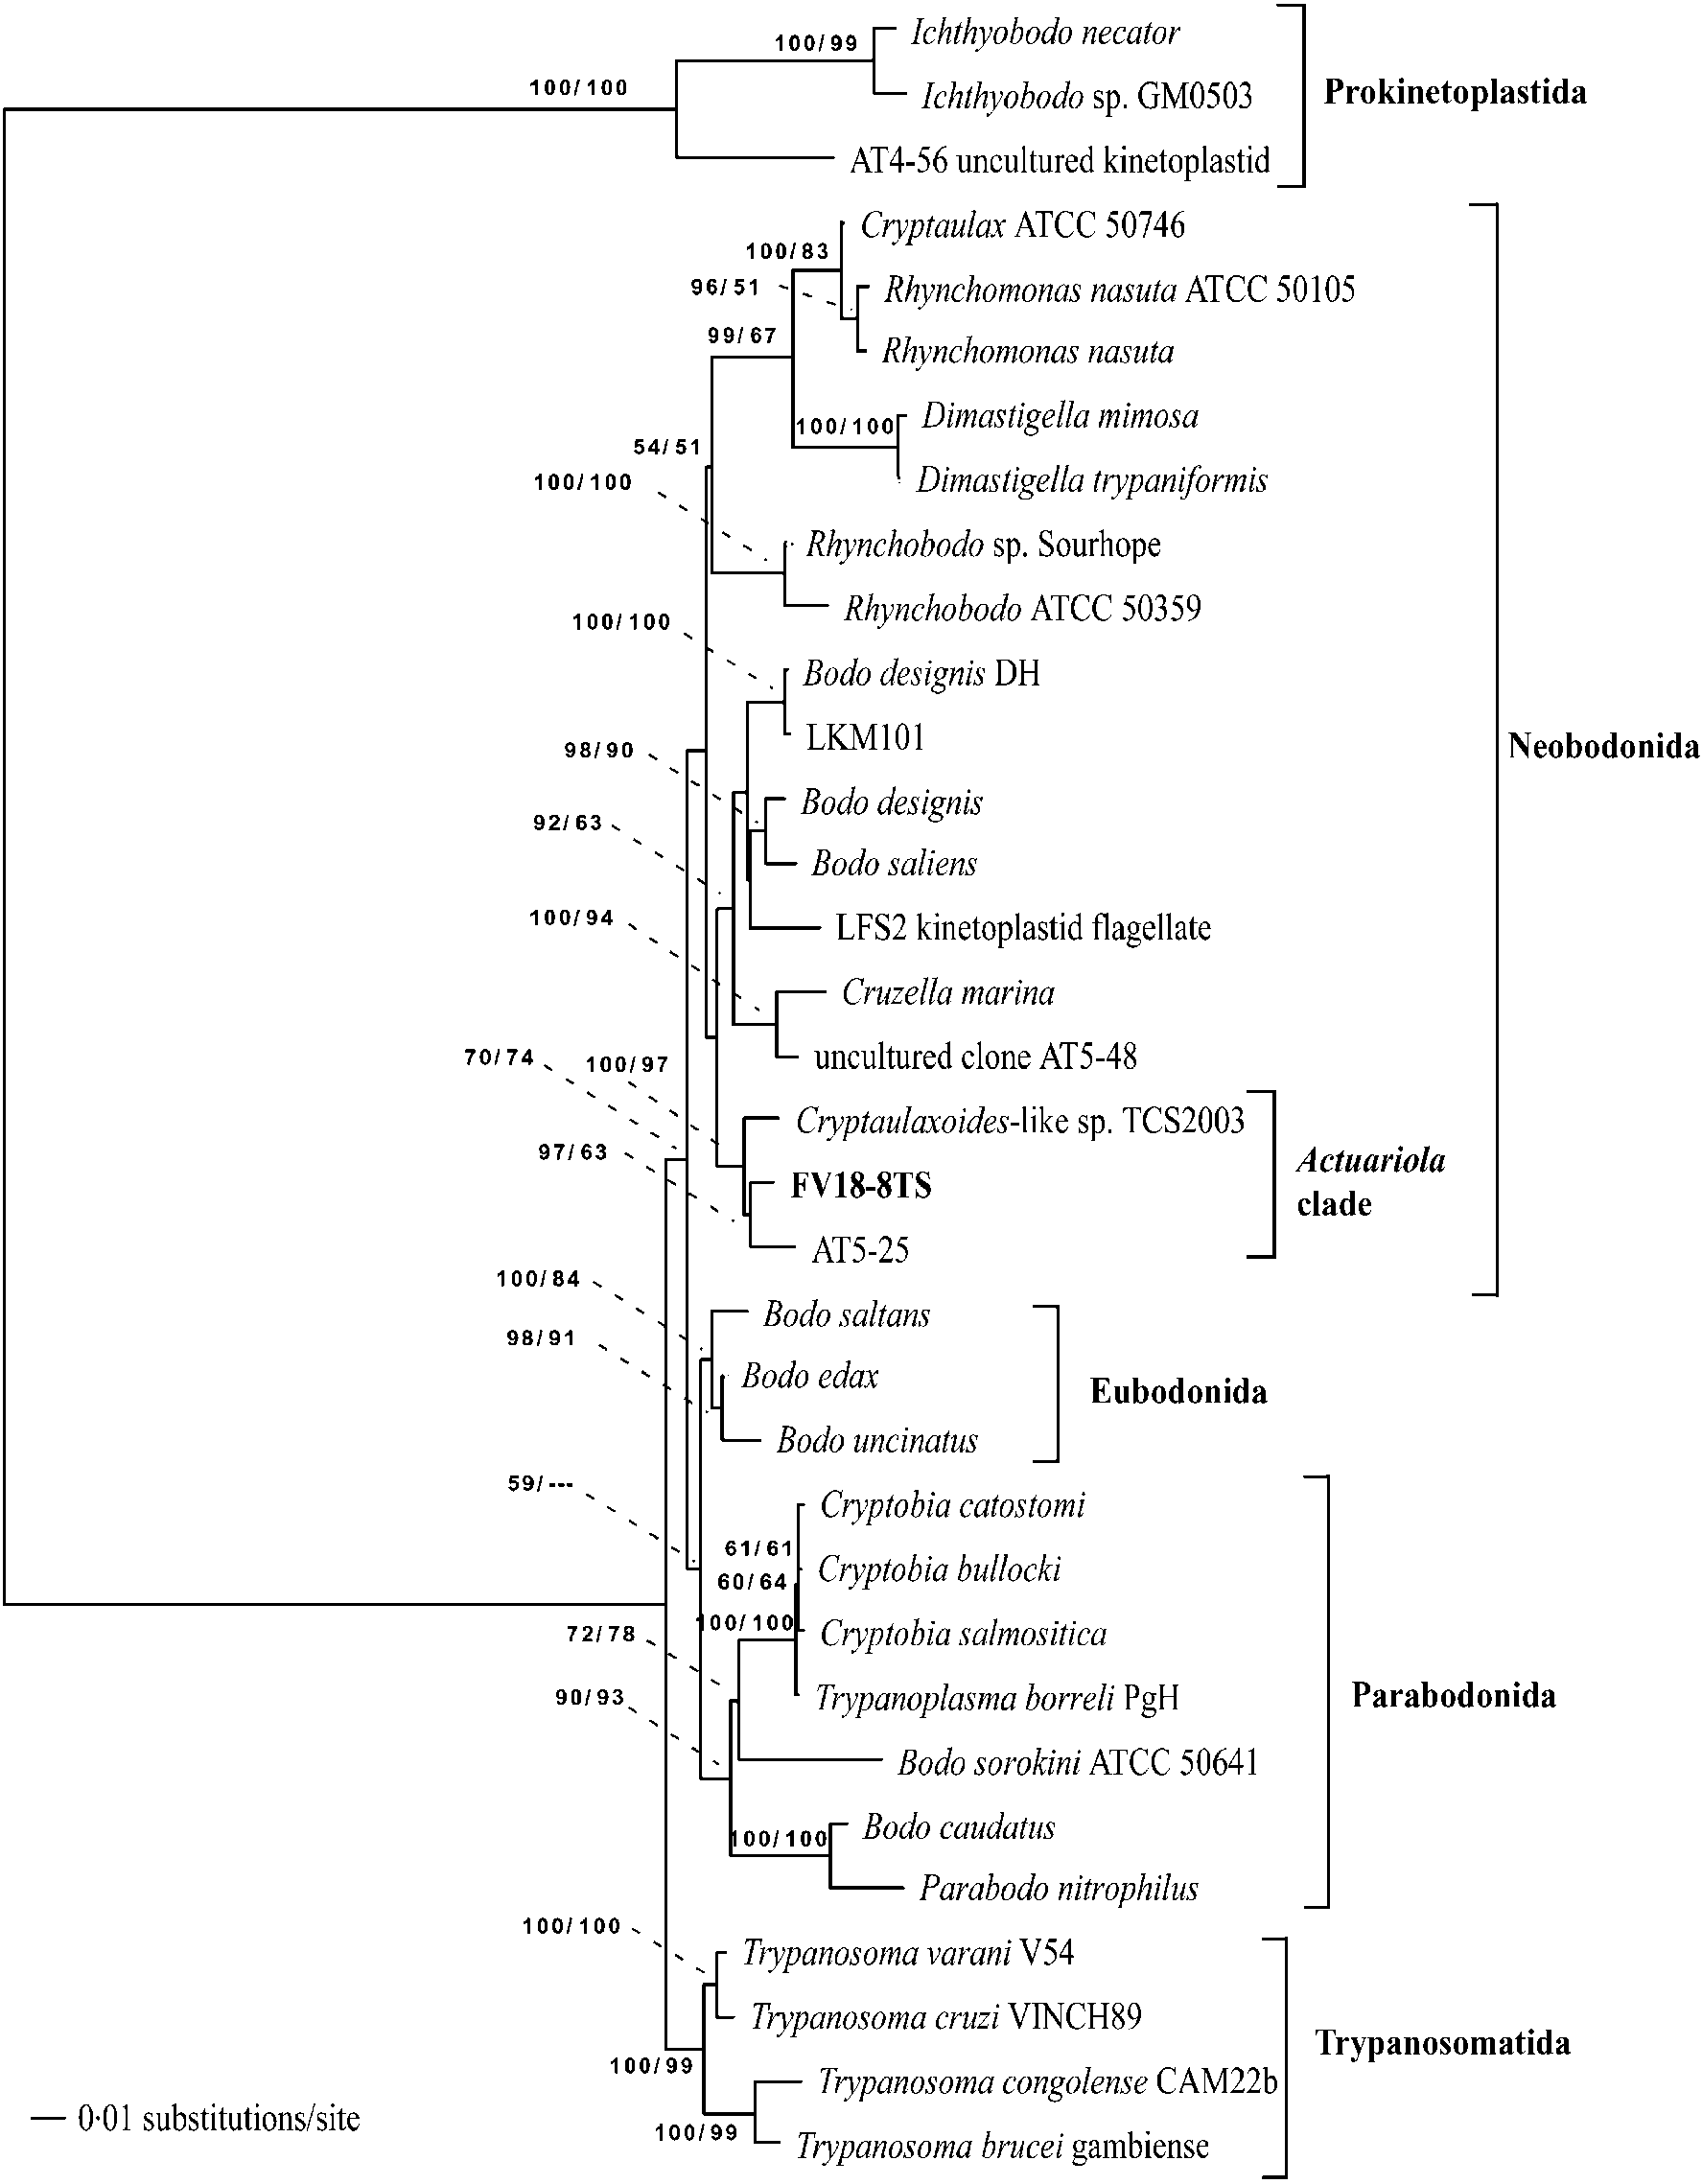 Ichthyobodo necator
100/99
100/100
Ichthyobodo sp. GM0503
Prokinetoplastida
AT4-56 uncultured kinetoplastid
Cryptaulax ATCC 50746
100/83
96/51
Rhynchomonas nasuta ATCC 50105
99/67
Rhynchomonas nasuta
Dimastigella mimosa
100/100
54/51
100/100
Dimastigella trypaniformis
Rhynchobodo sp. Sourhope
Rhynchobodo ATCC 50359
100/100
Bodo designis DH
LKM101
Neobodonida
98/90
Bodo designis
92/63
Bodo saliens
100/94
LFS2 kinetoplastid flagellate
Cruzella marina
70/74
100/97
uncultured clone AT5-48
Cryptaulaxoides-like sp. TCS2003
97/63
Actuariola
clade
FV18-8TS
AT5-25
100/84
Bodo saltans
98/91
Bodo edax
Eubodonida
Bodo uncinatus
59/---
Cryptobia catostomi
61/61
Cryptobia bullocki
60/64
100/100
Cryptobia salmositica
72/78
90/93
Trypanoplasma borreli PgH
Parabodonida
Bodo sorokini ATCC 50641
Bodo caudatus
100/100
Parabodo nitrophilus
100/100
Trypanosoma varani V54
Trypanosoma cruzi VINCH89
Trypanosomatida
100/99
Trypanosoma congolense CAM22b
0·01 substitutions/site
100/99
Trypanosoma brucei gambiense